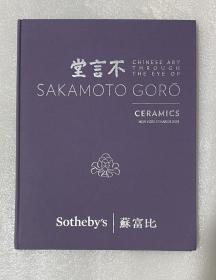 堂言不
CHINESE ART
THROUGH
THE EYE OF
SAKAMOTO GORŌ
CERAMICS
Sotheby's | 蘇富比